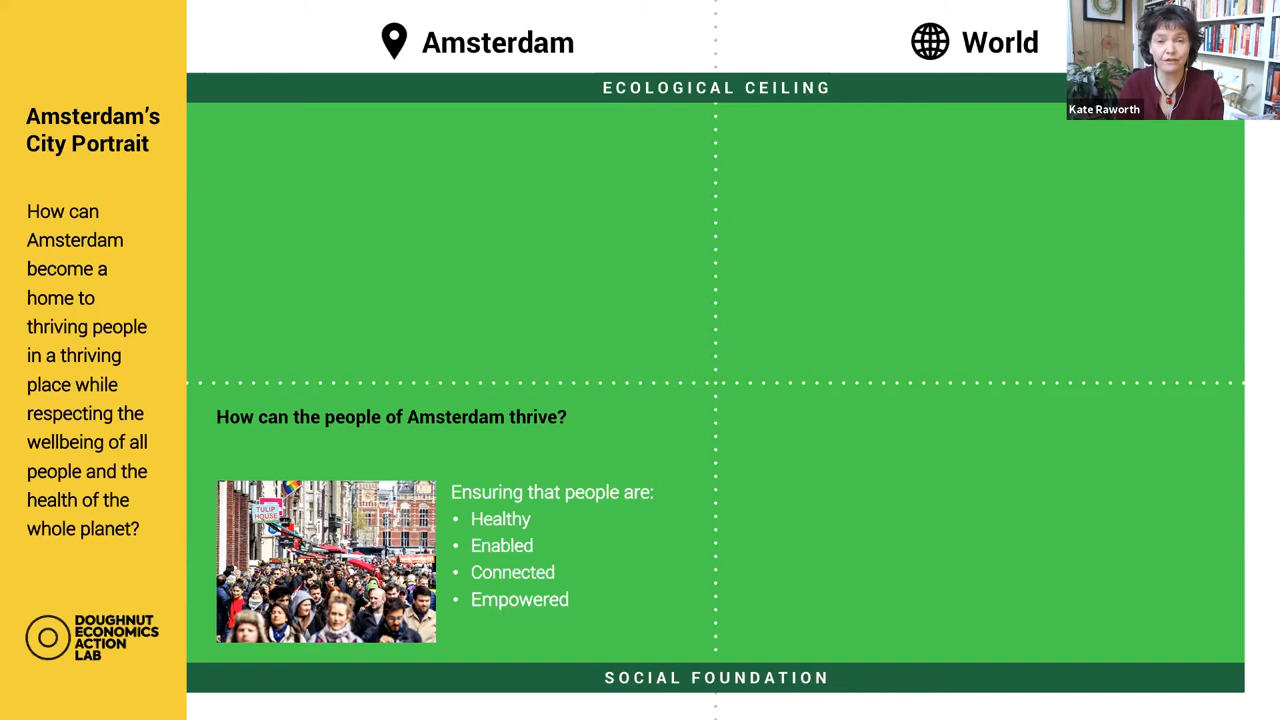 Amsterdam
World
Kate Raworth
ECOLOGICAL CEILING
Amsterdam's
City Portrait
How can
Amsterdam
become a
home to
thriving people
in a thriving
place while
respecting the
wellbeing of all
people and the
health of the
whole planet?
DOUGHNUT
ECONOMICS
ACTION
LAB
How can the people of Amsterdam thrive?
TULIP
HOUSE
Ensuring that people are:
• Healthy
• Enabled
• Connected
• Empowered
SOCIAL FOUNDATION